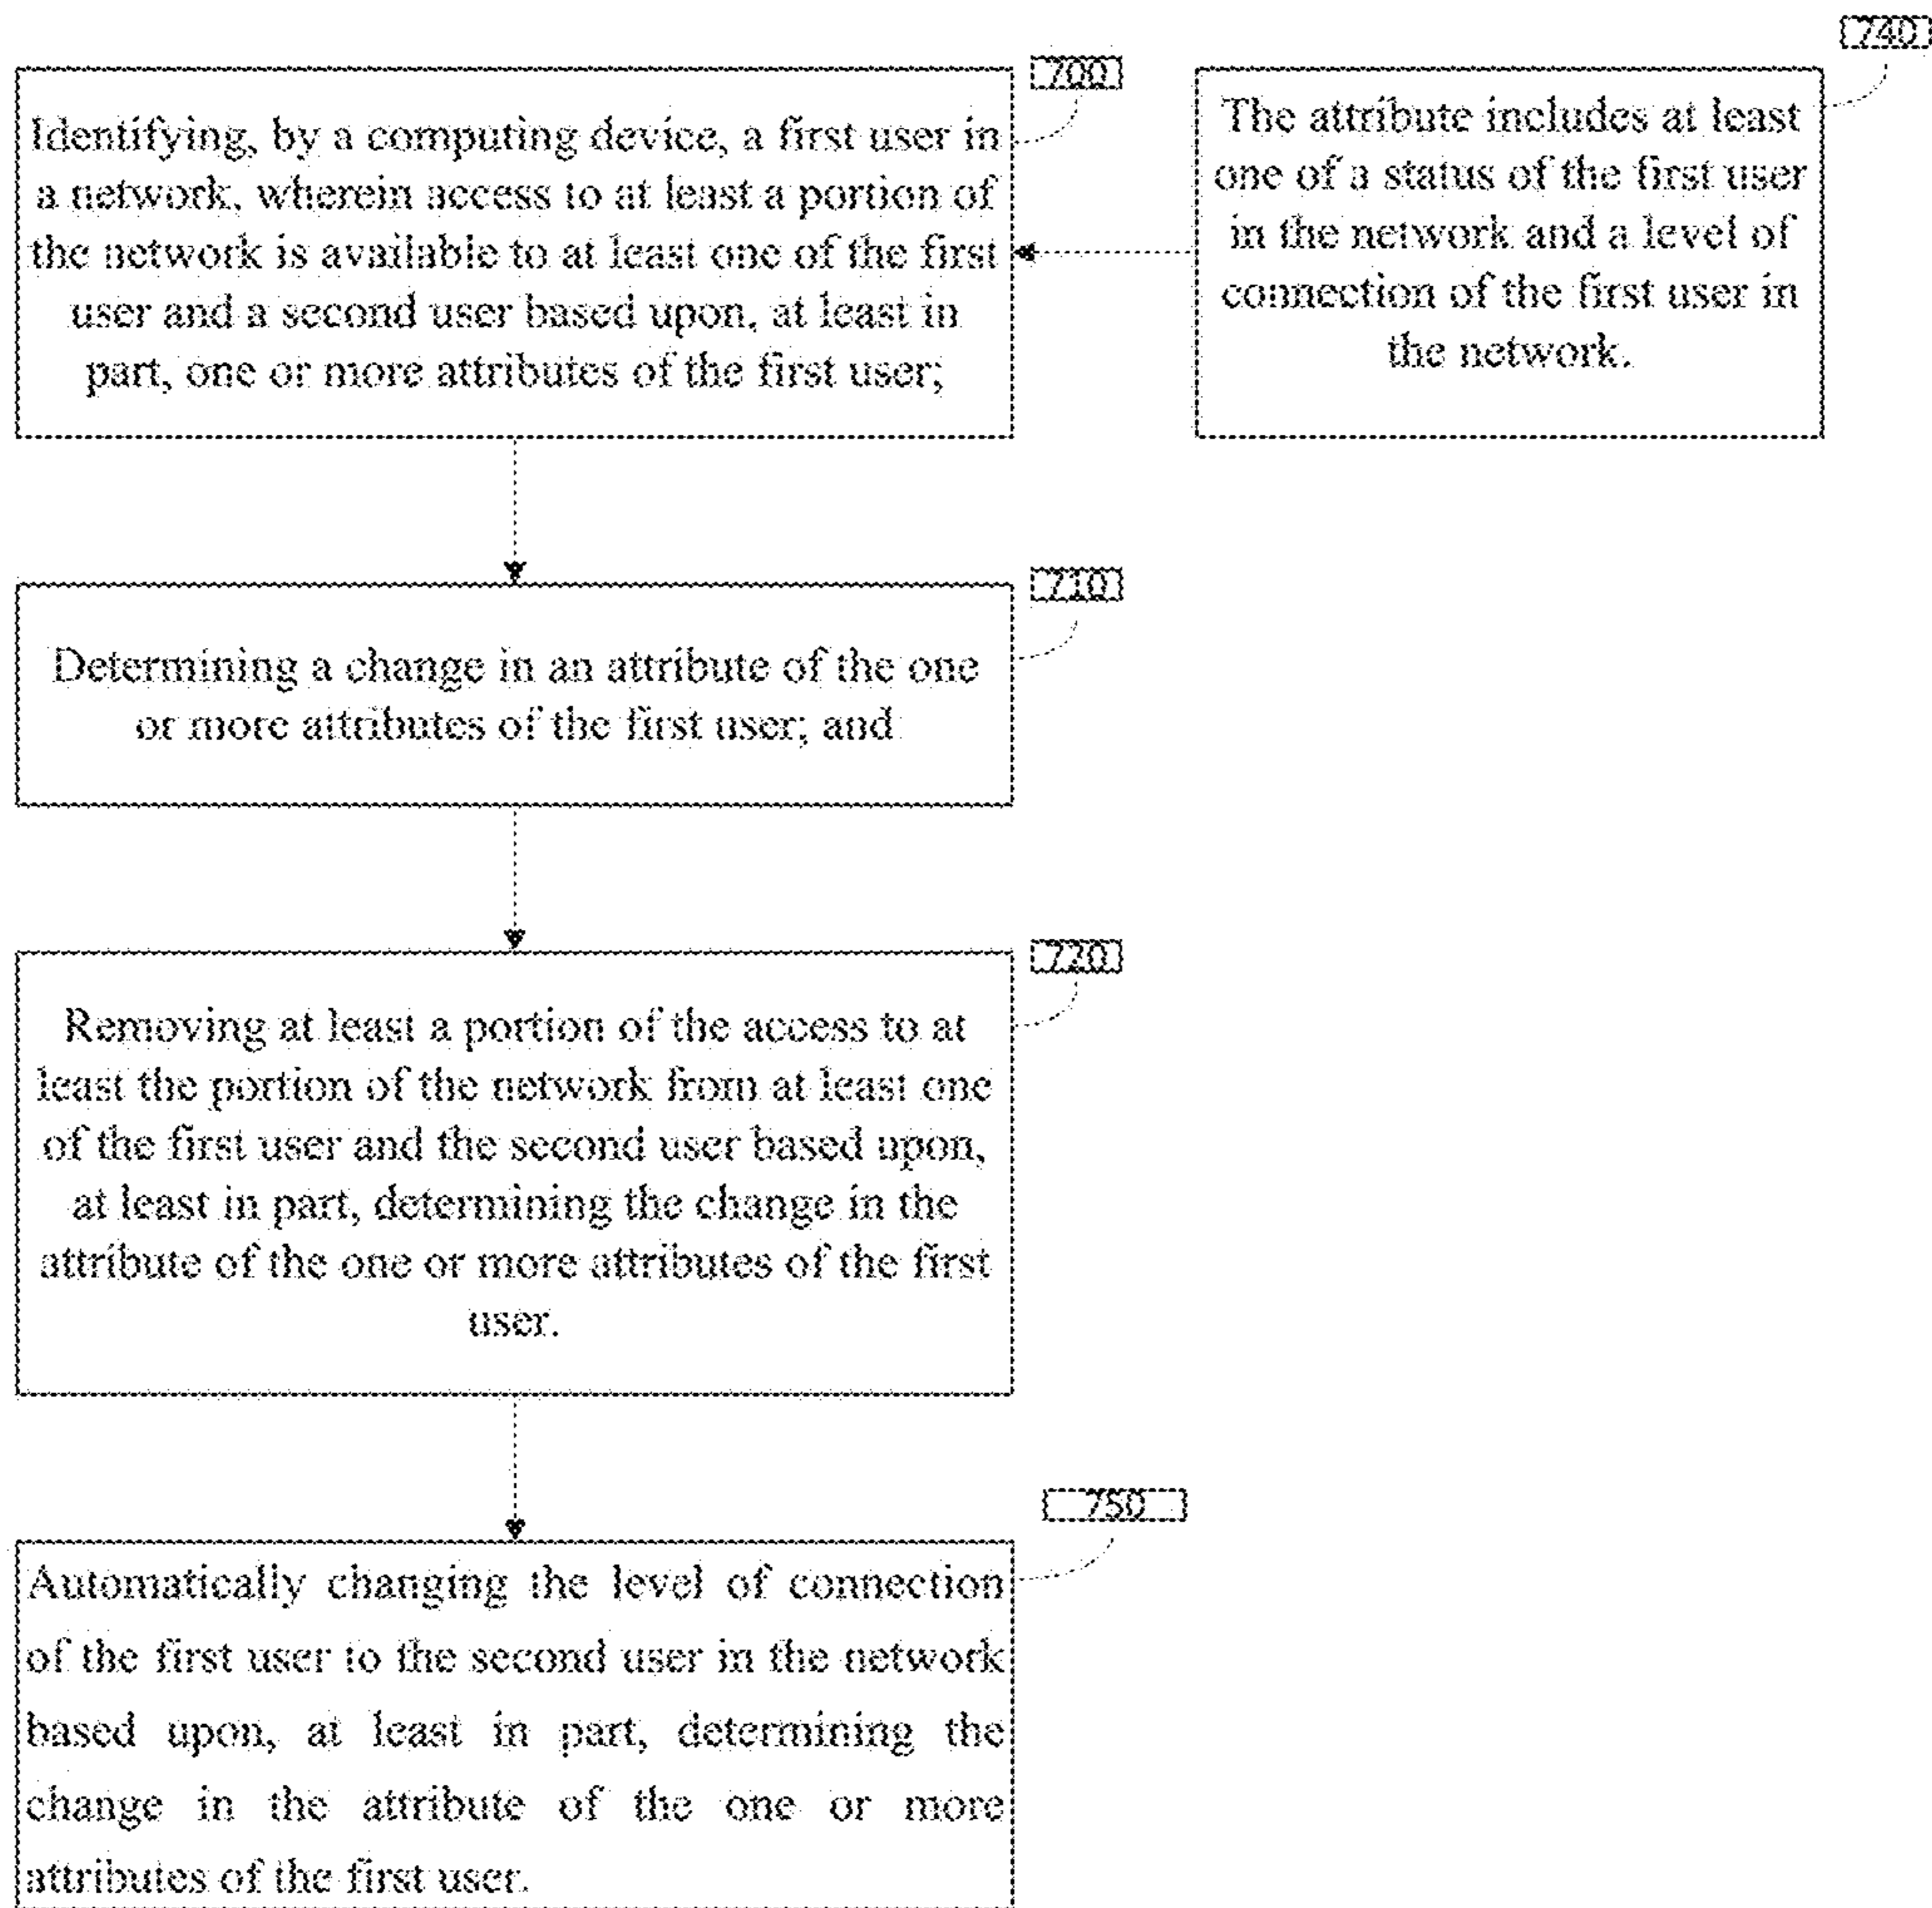 740
700
Identifying, by a computing device, a first user in
a network, wherein access to at least a portion of
the network is available to at least one of the first
user and a second user based upon, at least in
part, one or more attributes of the first user;
The attribute includes at least
one of a status of the first user
in the network and a level of
connection of the first user in
the network.
710
Determining a change in an attribute of the one
or more attributes of the first user; and
720
Removing at least a portion of the access to at
least the portion of the network from at least one
of the first user and the second user based upon,
at least in part, determining the change in the
attribute of the one or more attributes of the first
user.
750
Automatically changing the level of connection
of the first user to the second user in the network
based upon, at least in part, determining the
change in the attribute of the one or more
attributes of the first user.